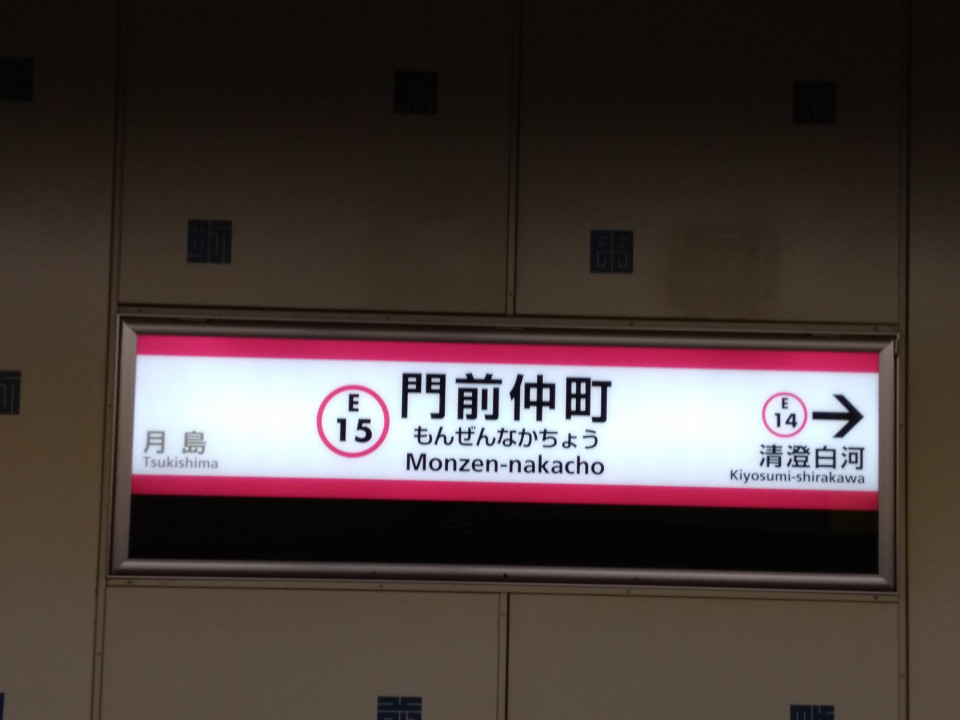 月島
Tsukishima
E
15
門前仲町
もんぜんなかちょう
Monzen-nakacho
E
14
→
清澄白河
Kiyosumi-shirakawa